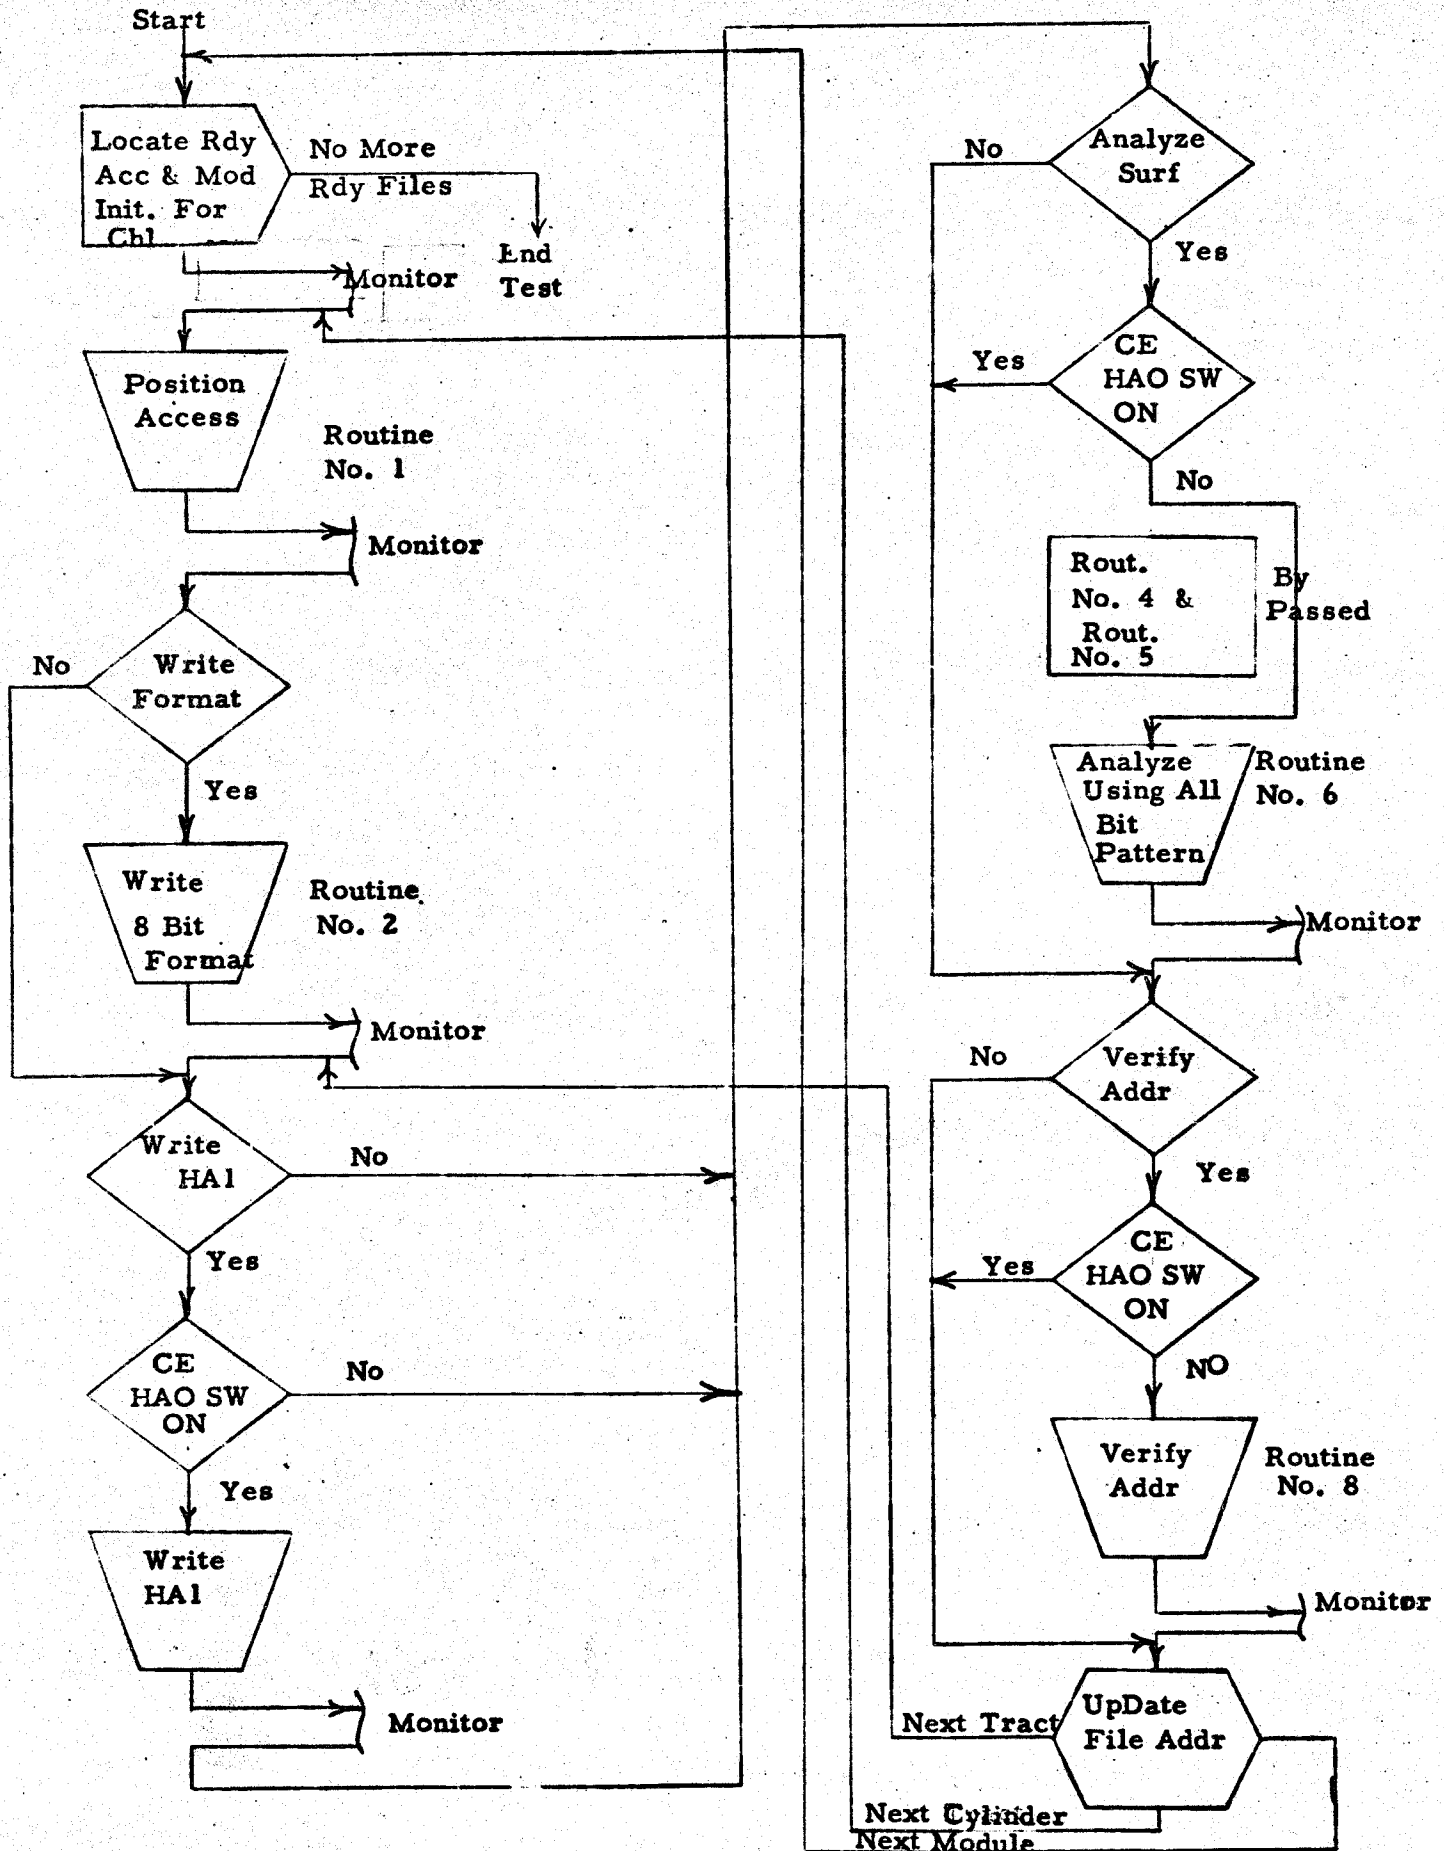 Start
Locate Rdy
Acc & Mod
Init. For
Chl
No More
Rdy Files
End
Test
Monitor
Position
Access
Routine
No. 1
Monitor
No
Write
Format
Yes
Write
8 Bit
Format
Routine
No. 2
Monitor
Write
HA1
No
Yes
CE
HAO SW
ON
No
Yes
Write
HA1
Monitor
No
Analyze
Surf
Yes
Yes
CE
HAO SW
ON
No
Rout.
No. 4 &
Rout.
No. 5
By
Passed
Analyze
Using All
Bit
Pattern
Routine
No. 6
Monitor
No
Verify
Addr
Yes
Yes
CE
HAO SW
ON
NO
Verify
Addr
Routine
No. 8
Monitor
Next Tract
UpDate
File Addr
Next Cylinder
Next Module